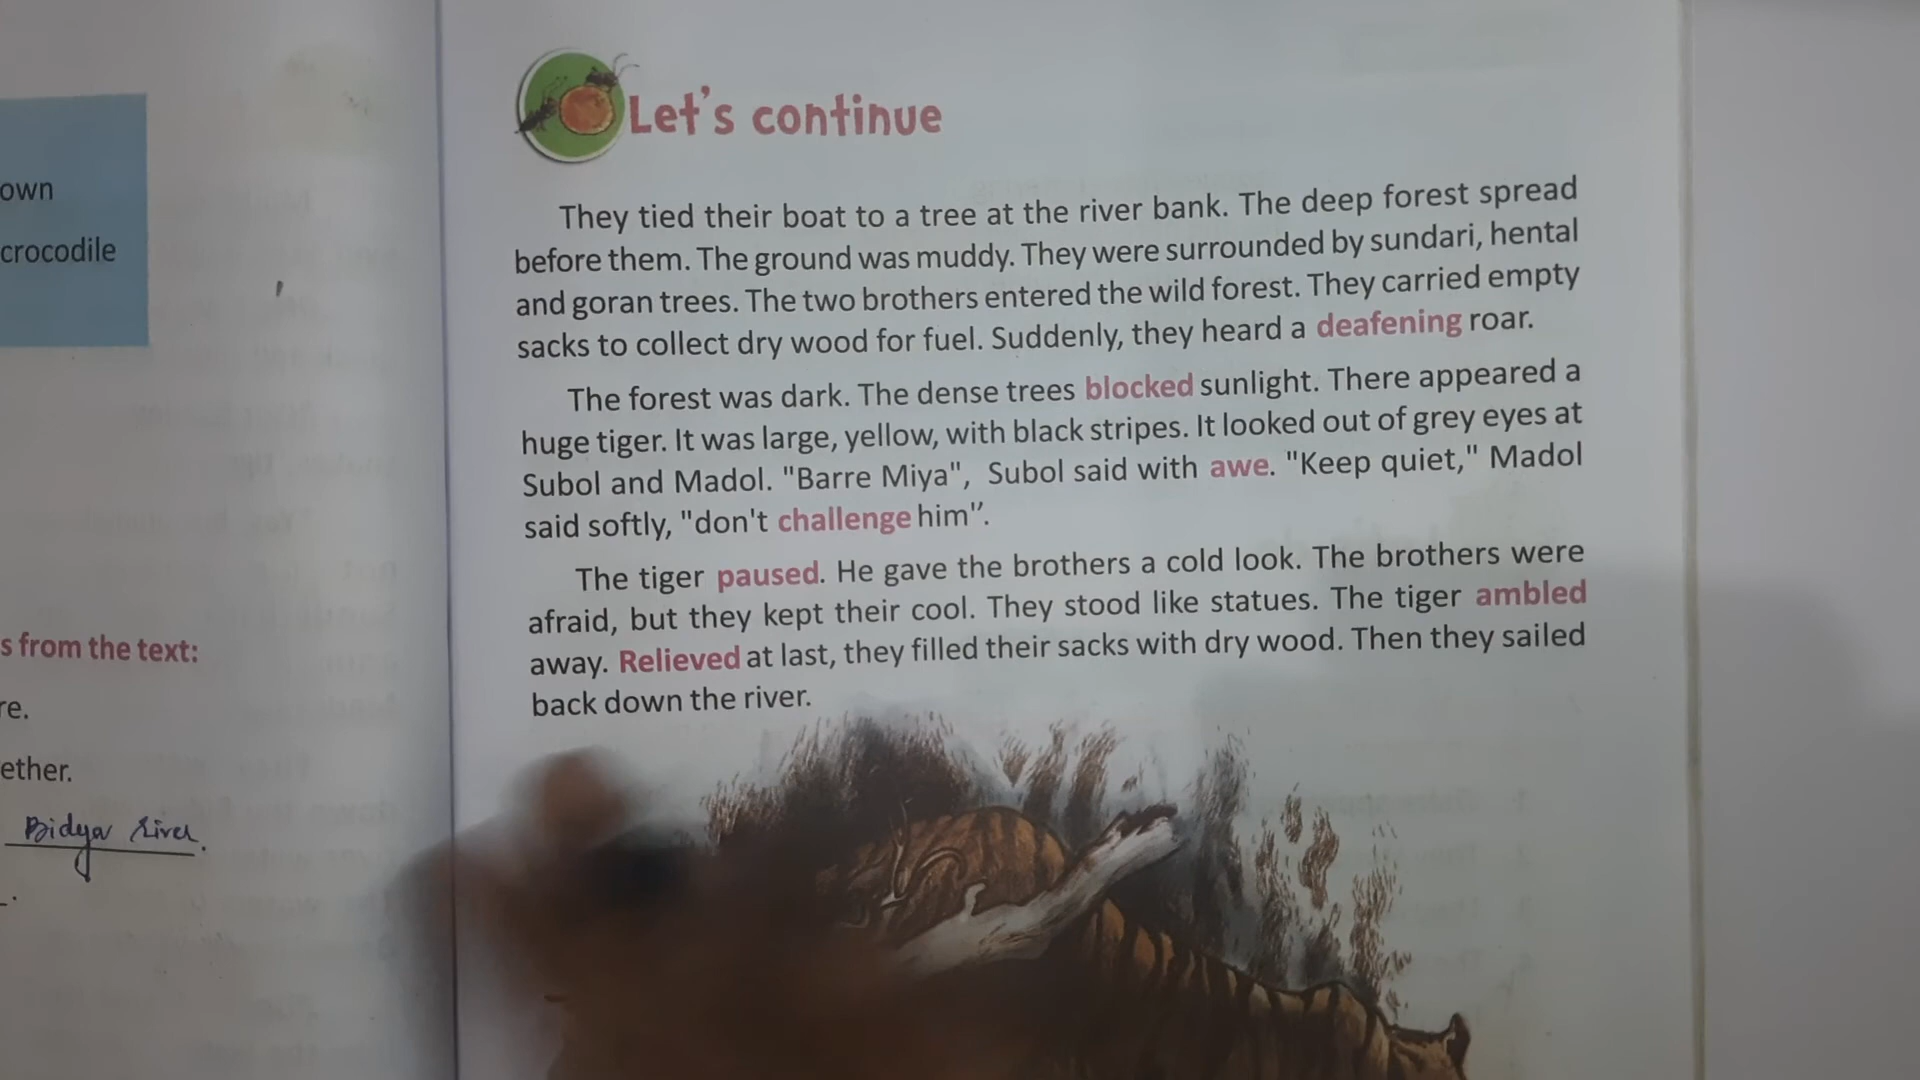 own
crocodile
s from the text:
re.
ether.
Bidya river.
Let's continue
They tied their boat to a tree at the river bank. The deep forest spread
before them. The ground was muddy. They were surrounded by sundari, hental
and goran trees. The two brothers entered the wild forest. They carried empty
sacks to collect dry wood for fuel. Suddenly, they heard a deafening roar.
The forest was dark. The dense trees blocked sunlight. There appeared a
huge tiger. It was large, yellow, with black stripes. It looked out of grey eyes at
Subol and Madol. "Barre Miya", Subol said with awe. "Keep quiet," Madol
said softly, "don't challenge him".
The tiger paused. He gave the brothers a cold look. The brothers were
afraid, but they kept their cool. They stood like statues. The tiger ambled
away. Relieved at last, they filled their sacks with dry wood. Then they sailed
back down the river.